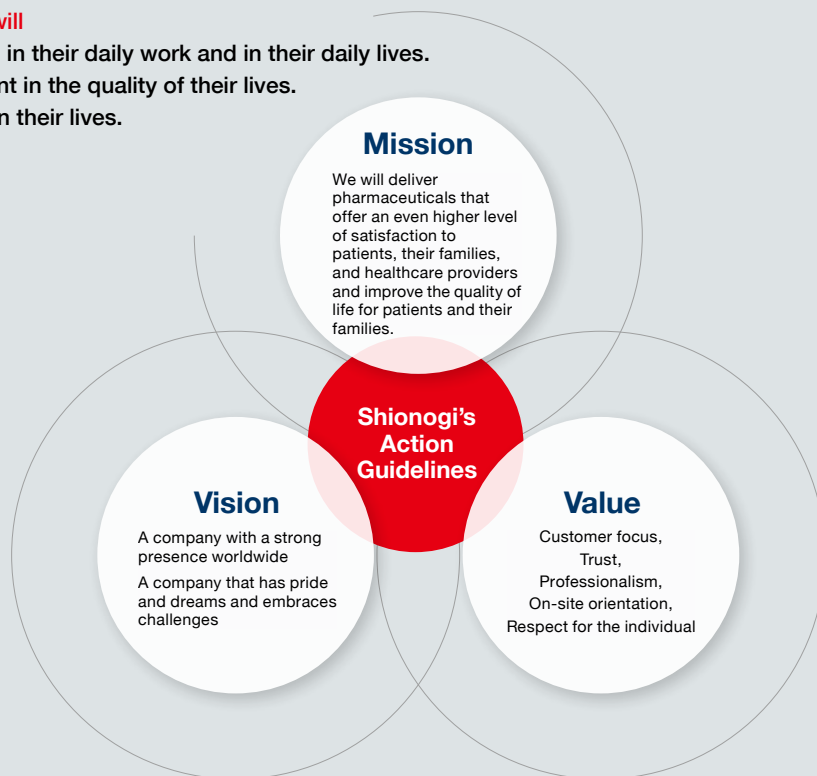 will
in their daily work and in their daily lives.
nt in the quality of their lives.
n their lives.
Mission
We will deliver
pharmaceuticals that
offer an even higher level
of satisfaction to
patients, their families,
and healthcare providers
and improve the quality of
life for patients and their
families.
Shionogi's
Action
Guidelines
Vision
A company with a strong
presence worldwide
A company that has pride
and dreams and embraces
challenges
Value
Customer focus,
Trust,
Professionalism,
On-site orientation,
Respect for the individual